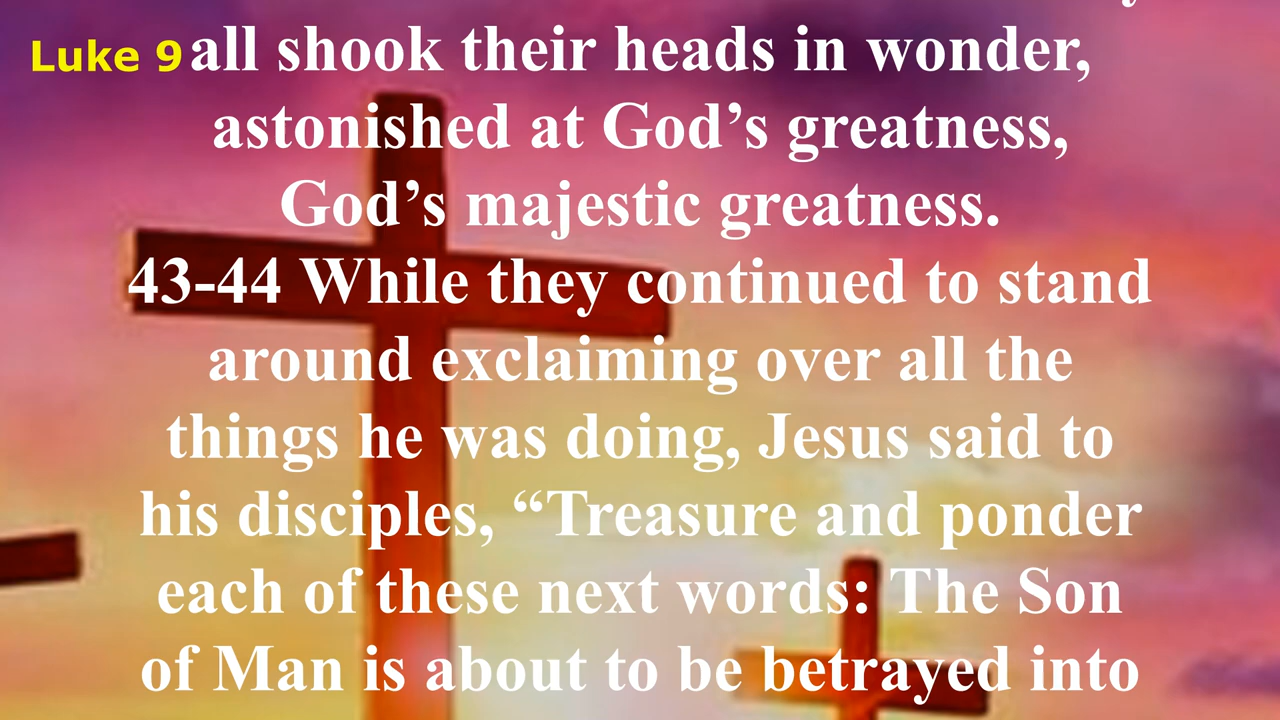 Luke 9
all shook their heads in wonder,
astonished at God’s greatness,
God’s majestic greatness.
43-44 While they continued to stand
around exclaiming over all the
things he was doing, Jesus said to
his disciples, “Treasure and ponder
each of these next words: The Son
of Man is about to be betrayed into